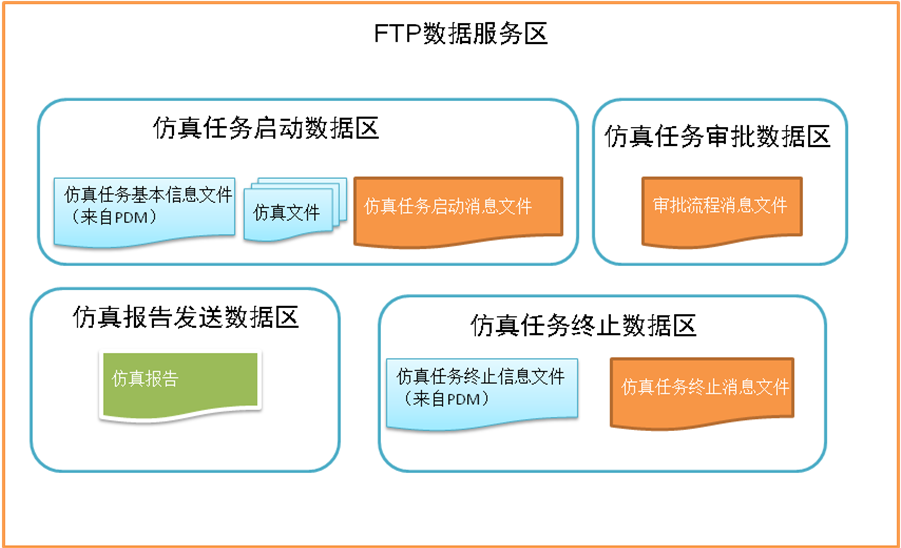 FTP数据服务区
仿真任务启动数据区
仿真任务基本信息文件
（来自PDM）
仿真文件
仿真任务启动消息文件
仿真任务审批数据区
审批流程消息文件
仿真报告发送数据区
仿真报告
仿真任务终止数据区
仿真任务终止信息文件
（来自PDM）
仿真任务终止消息文件